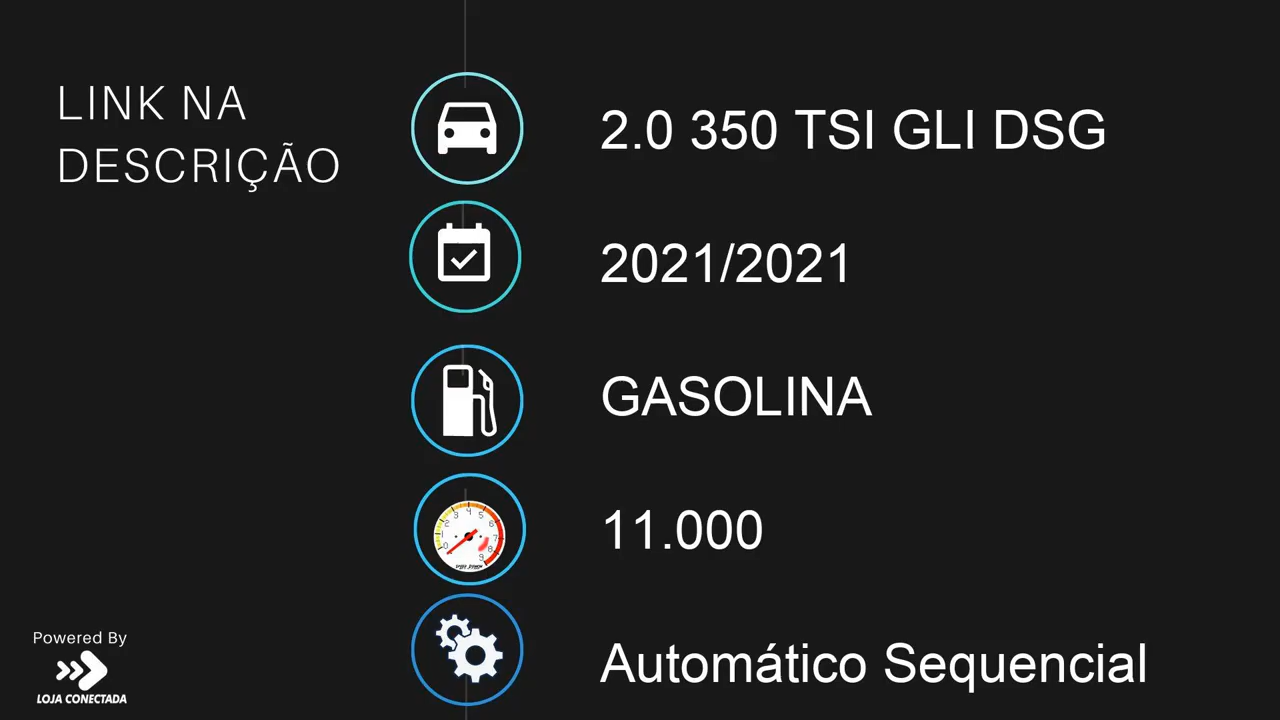 LINK NA
DESCRIÇÃO
2.0 350 TSI GLI DSG
2021/2021
GASOLINA
11.000
Automático Sequencial
Powered By
LOJA CONECTADA